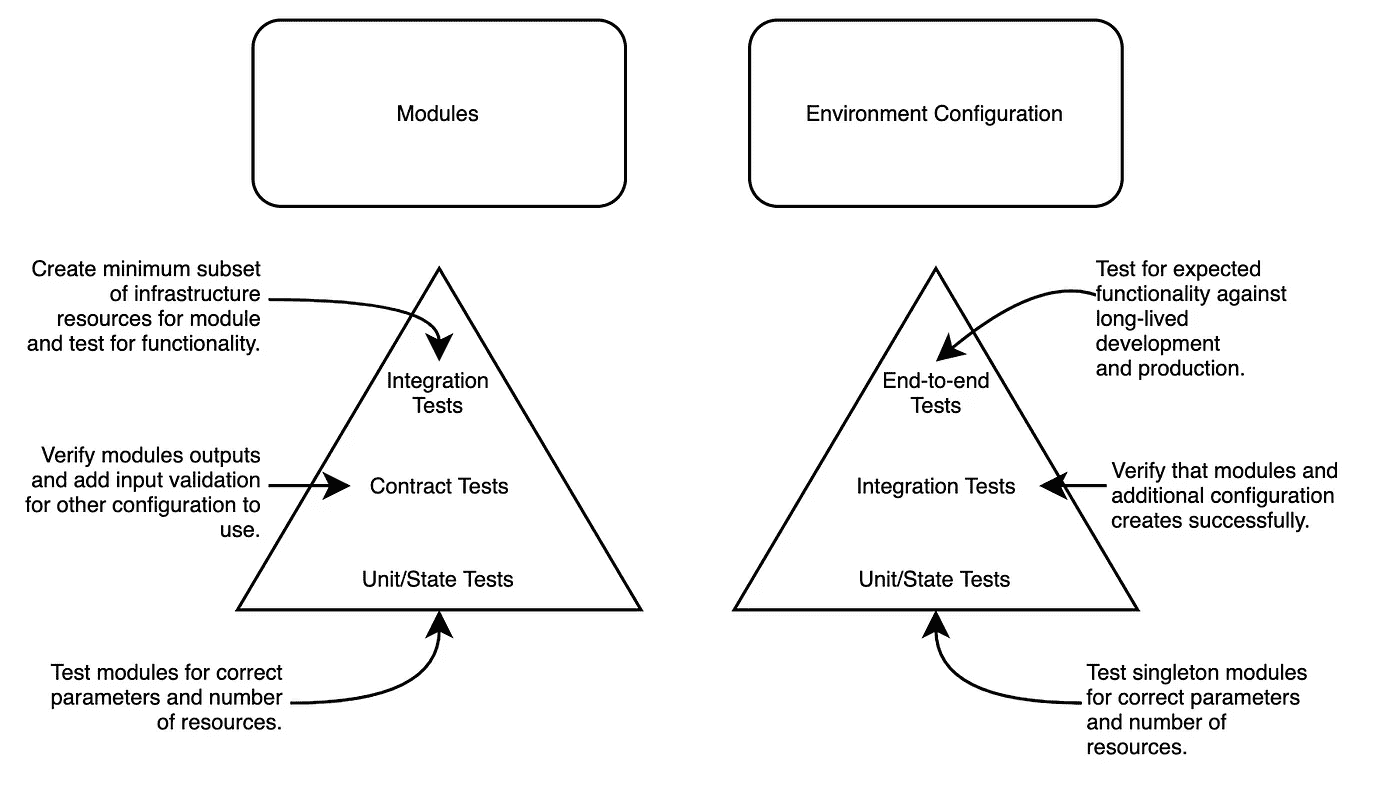 Modules
Environment Configuration
Create minimum subset
of infrastructure
resources for module
and test for functionality.
Integration
Tests
Verify modules outputs
and add input validation
for other configuration to
use.
Contract Tests
Unit/State Tests
Test modules for correct
parameters and number
of resources.
Test for expected
functionality against
long-lived
development
and production.
End-to-end
Tests
Integration Tests
Verify that modules and
additional configuration
creates successfully.
Unit/State Tests
Test singleton modules
for correct parameters
and number of
resources.